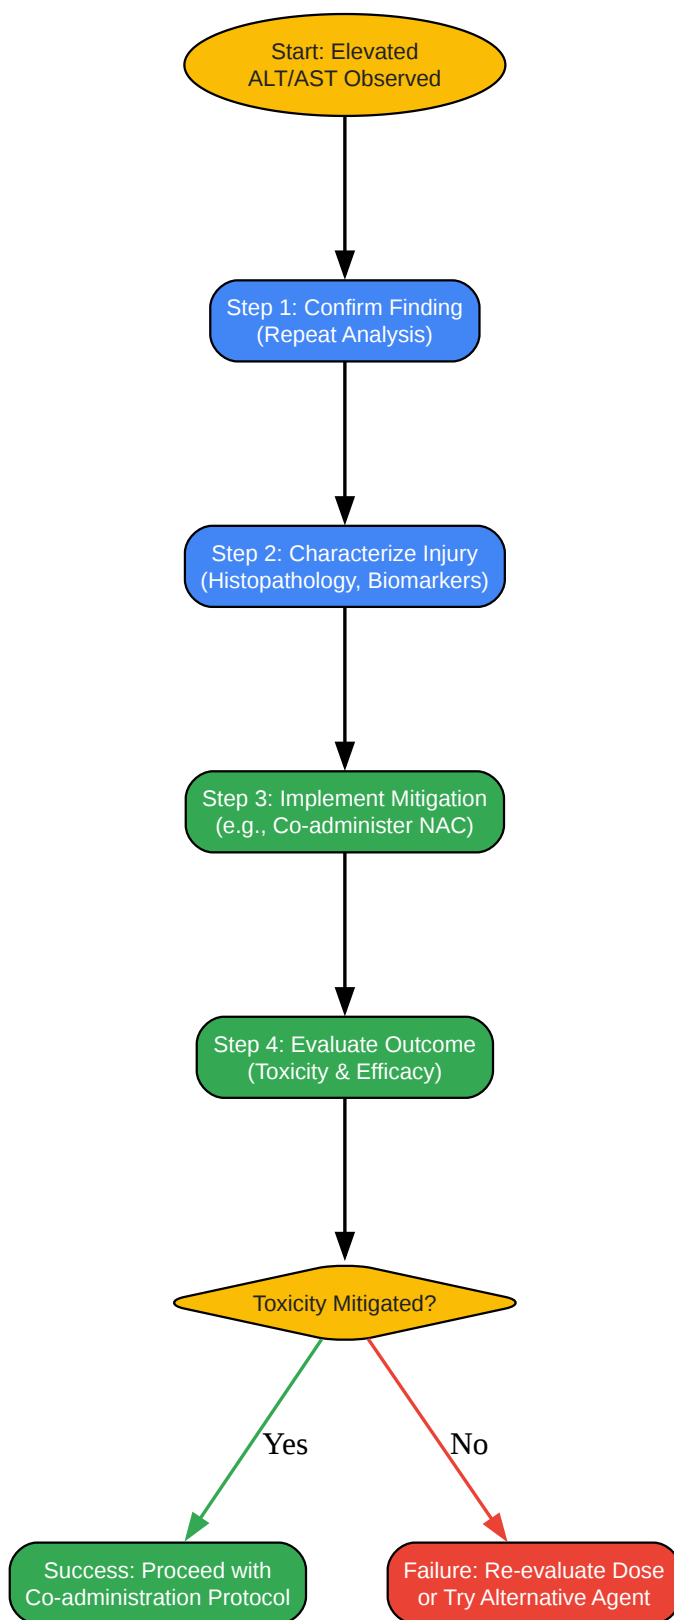 Start: Elevated
ALT/AST Observed
Step 1: Confirm Finding
(Repeat Analysis)
Step 2: Characterize Injury
(Histopathology, Biomarkers)
Step 3: Implement Mitigation
(e.g., Co-administer NAC)
Step 4: Evaluate Outcome
(Toxicity & Efficacy)
Toxicity Mitigated?
Yes
No
Success: Proceed with
Co-administration Protocol
Failure: Re-evaluate Dose
or Try Alternative Agent